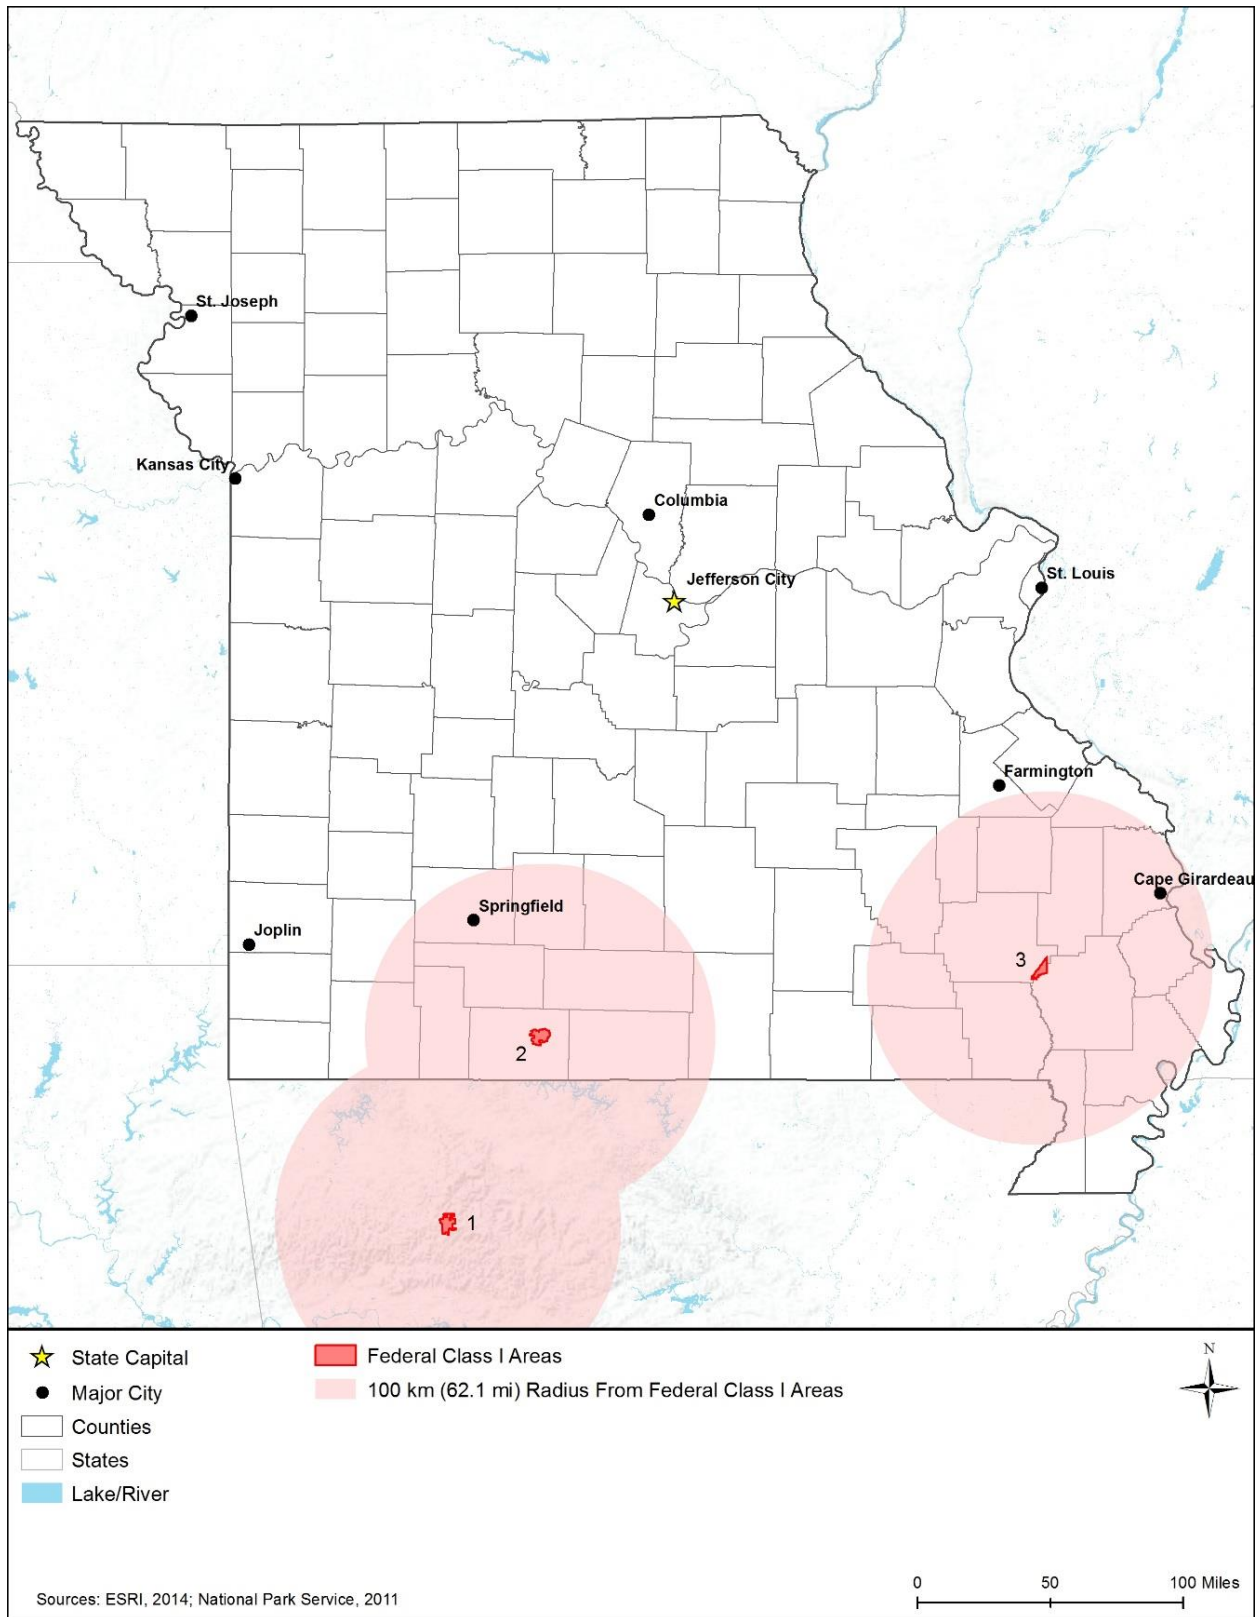 St. Joseph
Kansas City
Columbia
Jefferson City
St. Louis
Farmington
Cape Girardeau
Springfield
Joplin
3
2
1
State Capital
Major City
Counties
States
Lake/River
Federal Class I Areas
100 km (62.1 mi) Radius From Federal Class I Areas
N
Sources: ESRI, 2014; National Park Service, 2011
0 50 100 Miles